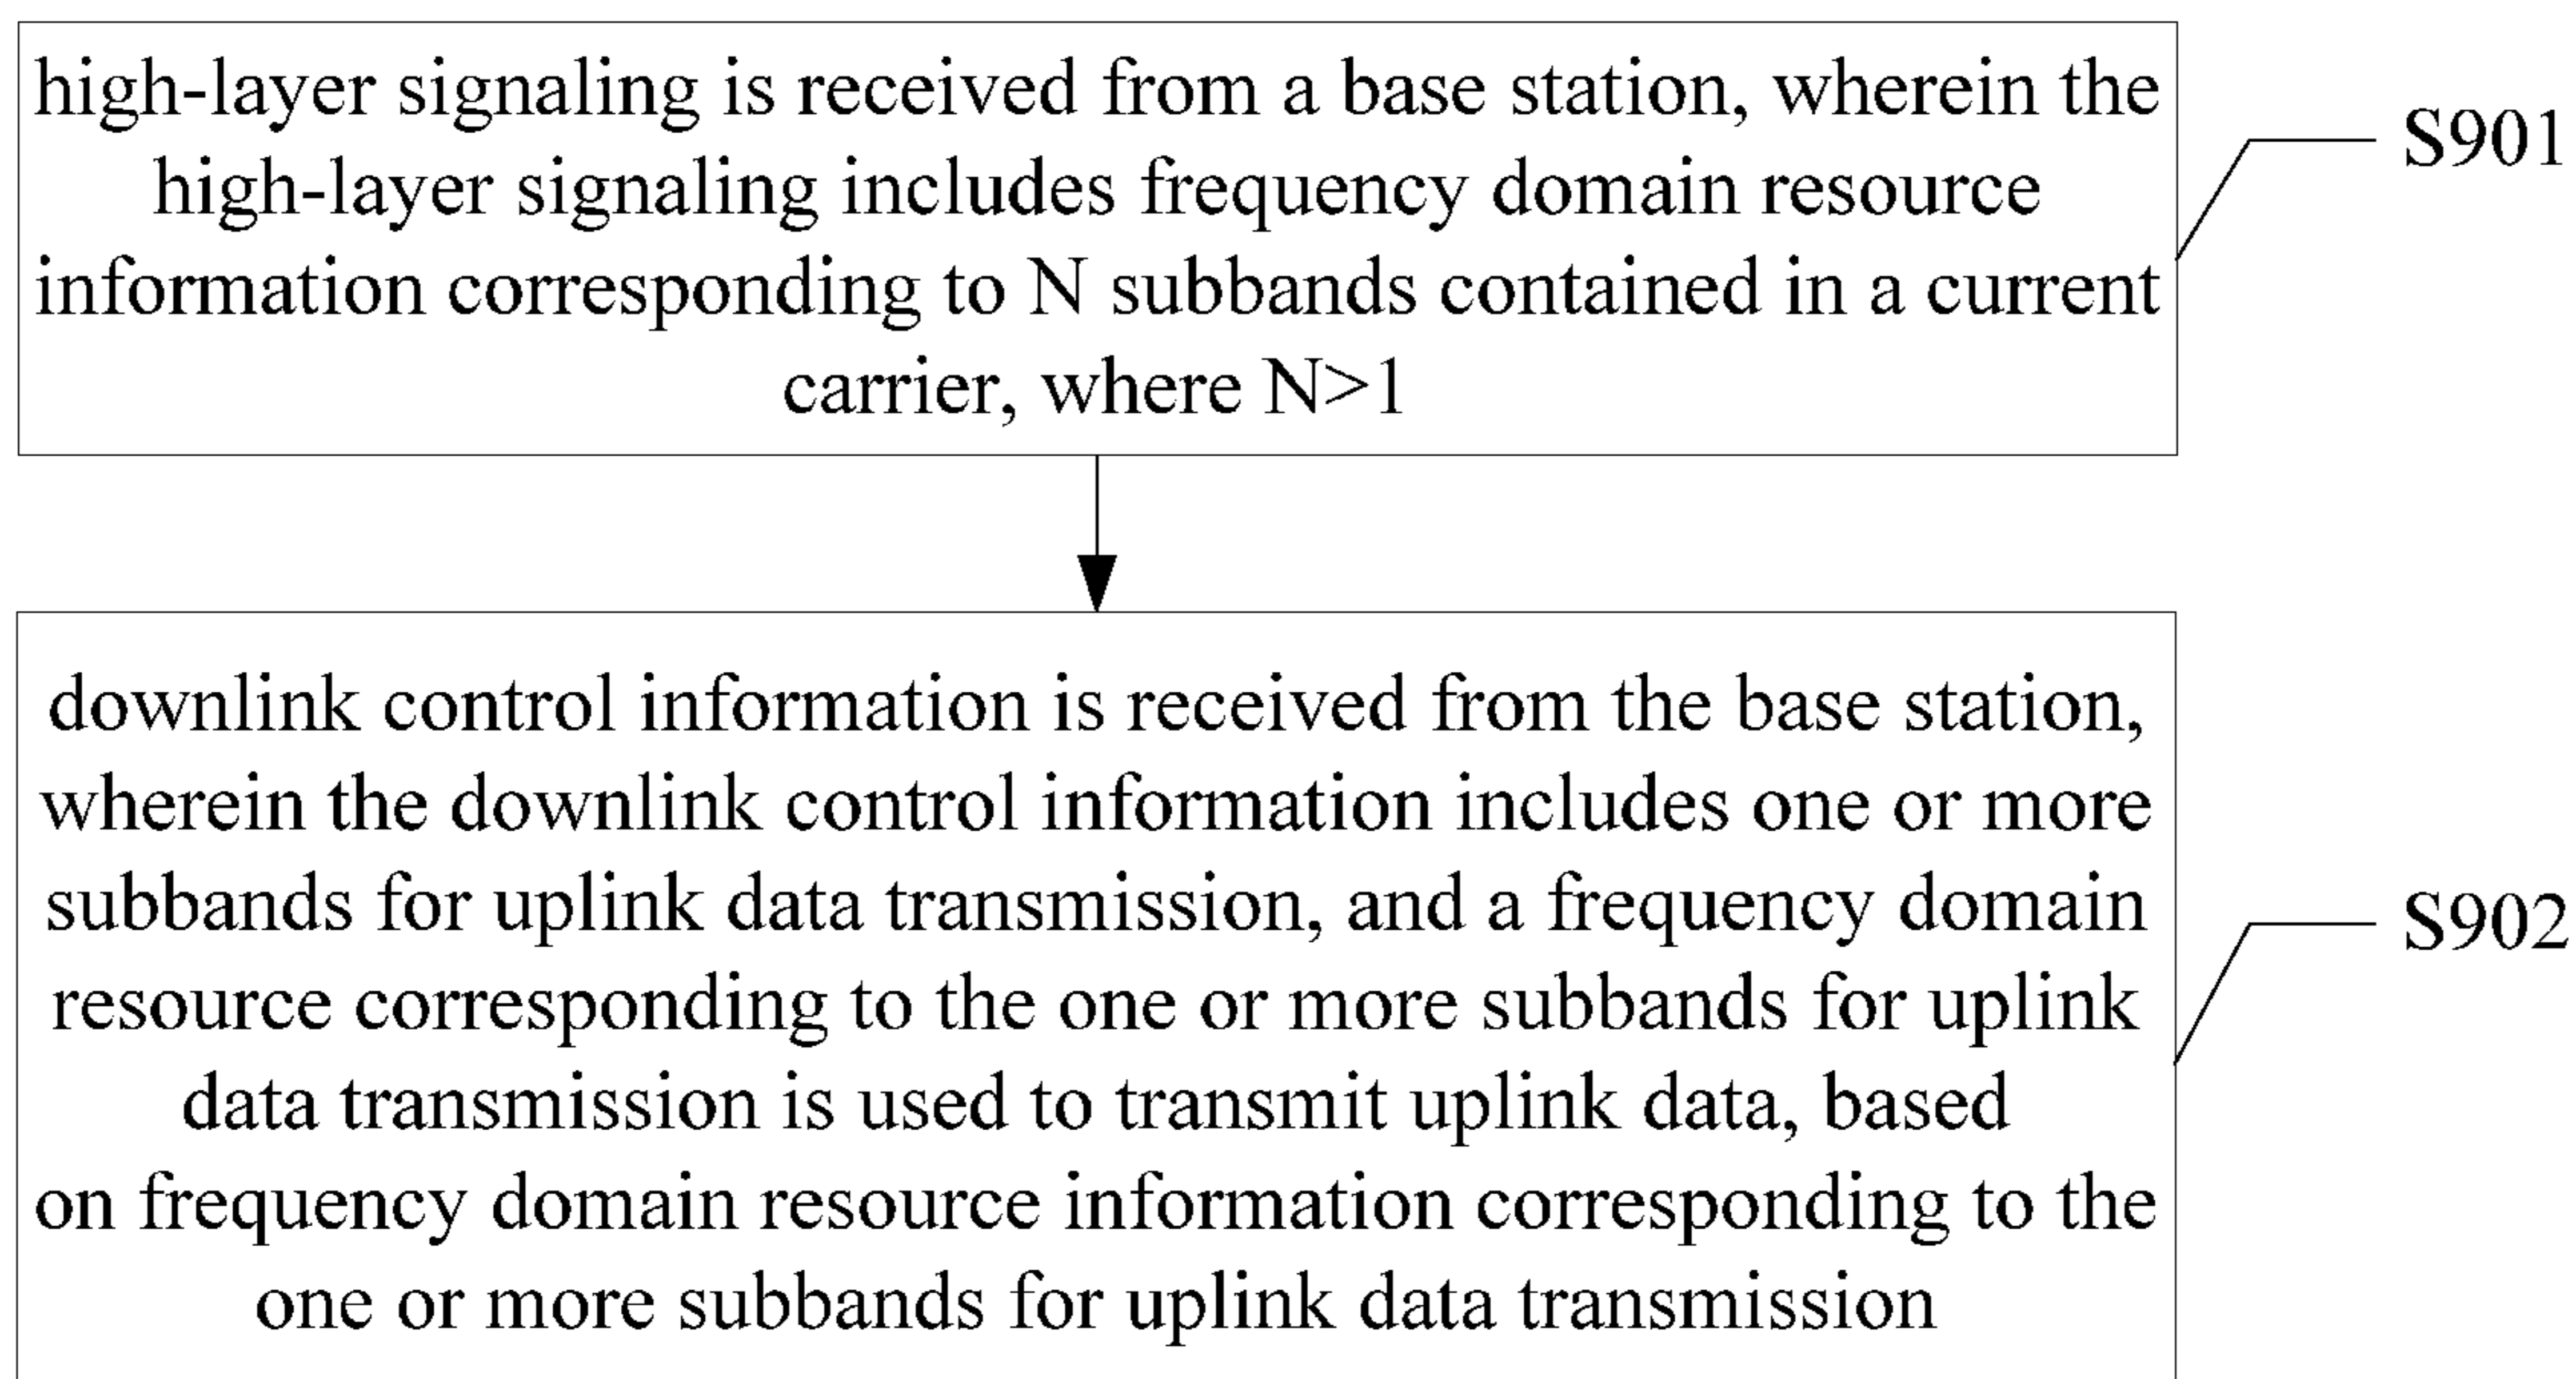 high-layer signaling is received from a base station, wherein the
high-layer signaling includes frequency domain resource
information corresponding to N subbands contained in a current
carrier, where N>1
S901
downlink control information is received from the base station,
wherein the downlink control information includes one or more
subbands for uplink data transmission, and a frequency domain
resource corresponding to the one or more subbands for uplink
data transmission is used to transmit uplink data, based
on frequency domain resource information corresponding to the
one or more subbands for uplink data transmission
S902